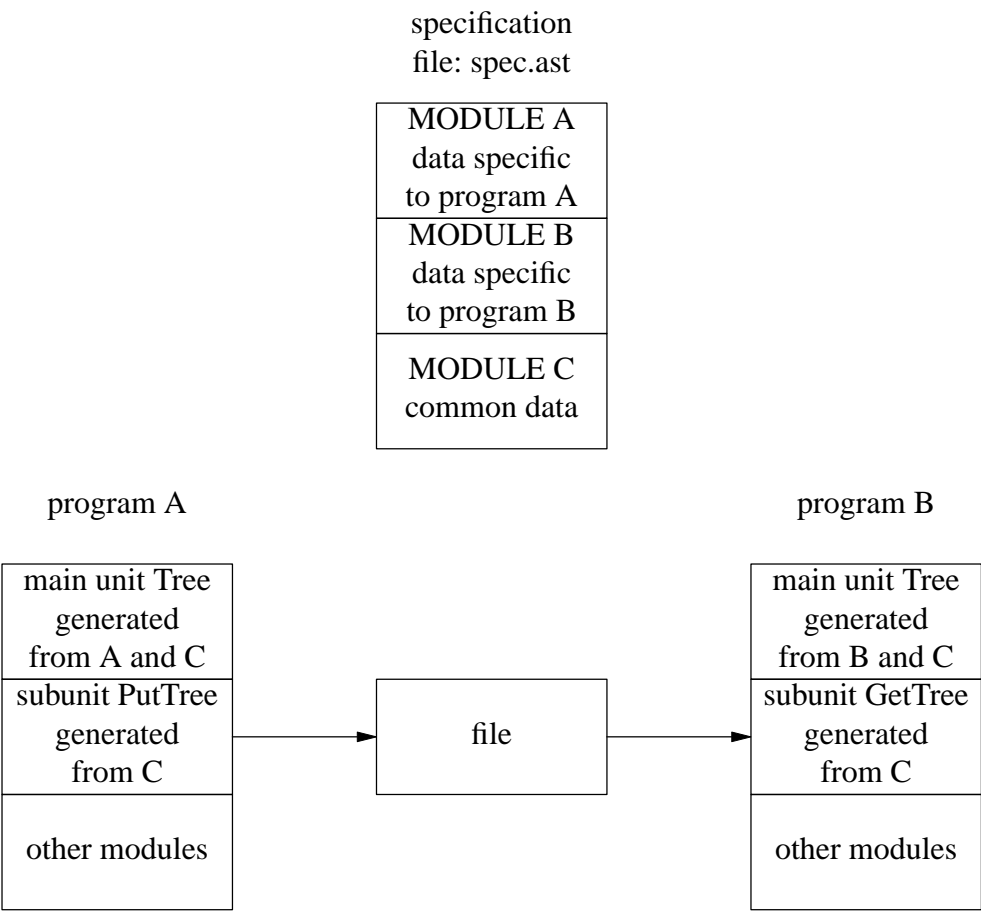 specification
file: spec.ast
MODULE A
data specific
to program A
MODULE B
data specific
to program B
MODULE C
common data
program A
main unit Tree
generated
from A and C
subunit PutTree
generated
from C
other modules
file
program B
main unit Tree
generated
from B and C
subunit GetTree
generated
from C
other modules